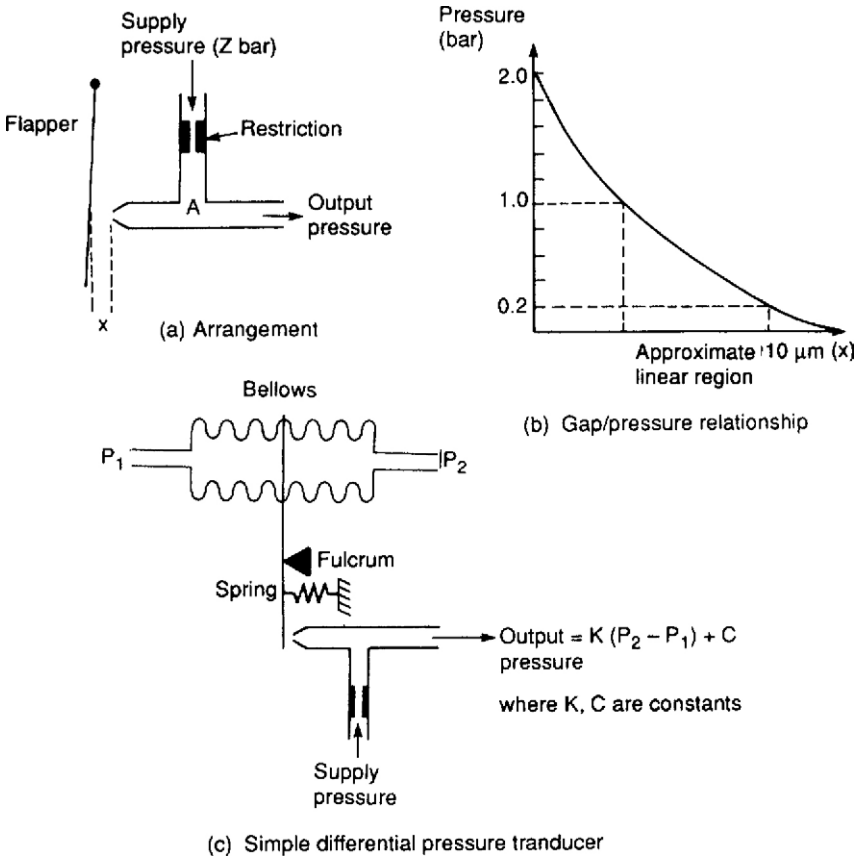 Supply
pressure (Z bar)
Flapper
Restriction
A
Output
pressure
x
(a) Arrangement
Pressure
(bar)
2.0
1.0
0.2
Approximate 10 μm (x)
linear region
(b) Gap/pressure relationship
Bellows
P1
P2
Fulcrum
Spring
Output = K (P2 – P1) + C
pressure
where K, C are constants
Supply
pressure
(c) Simple differential pressure tranducer